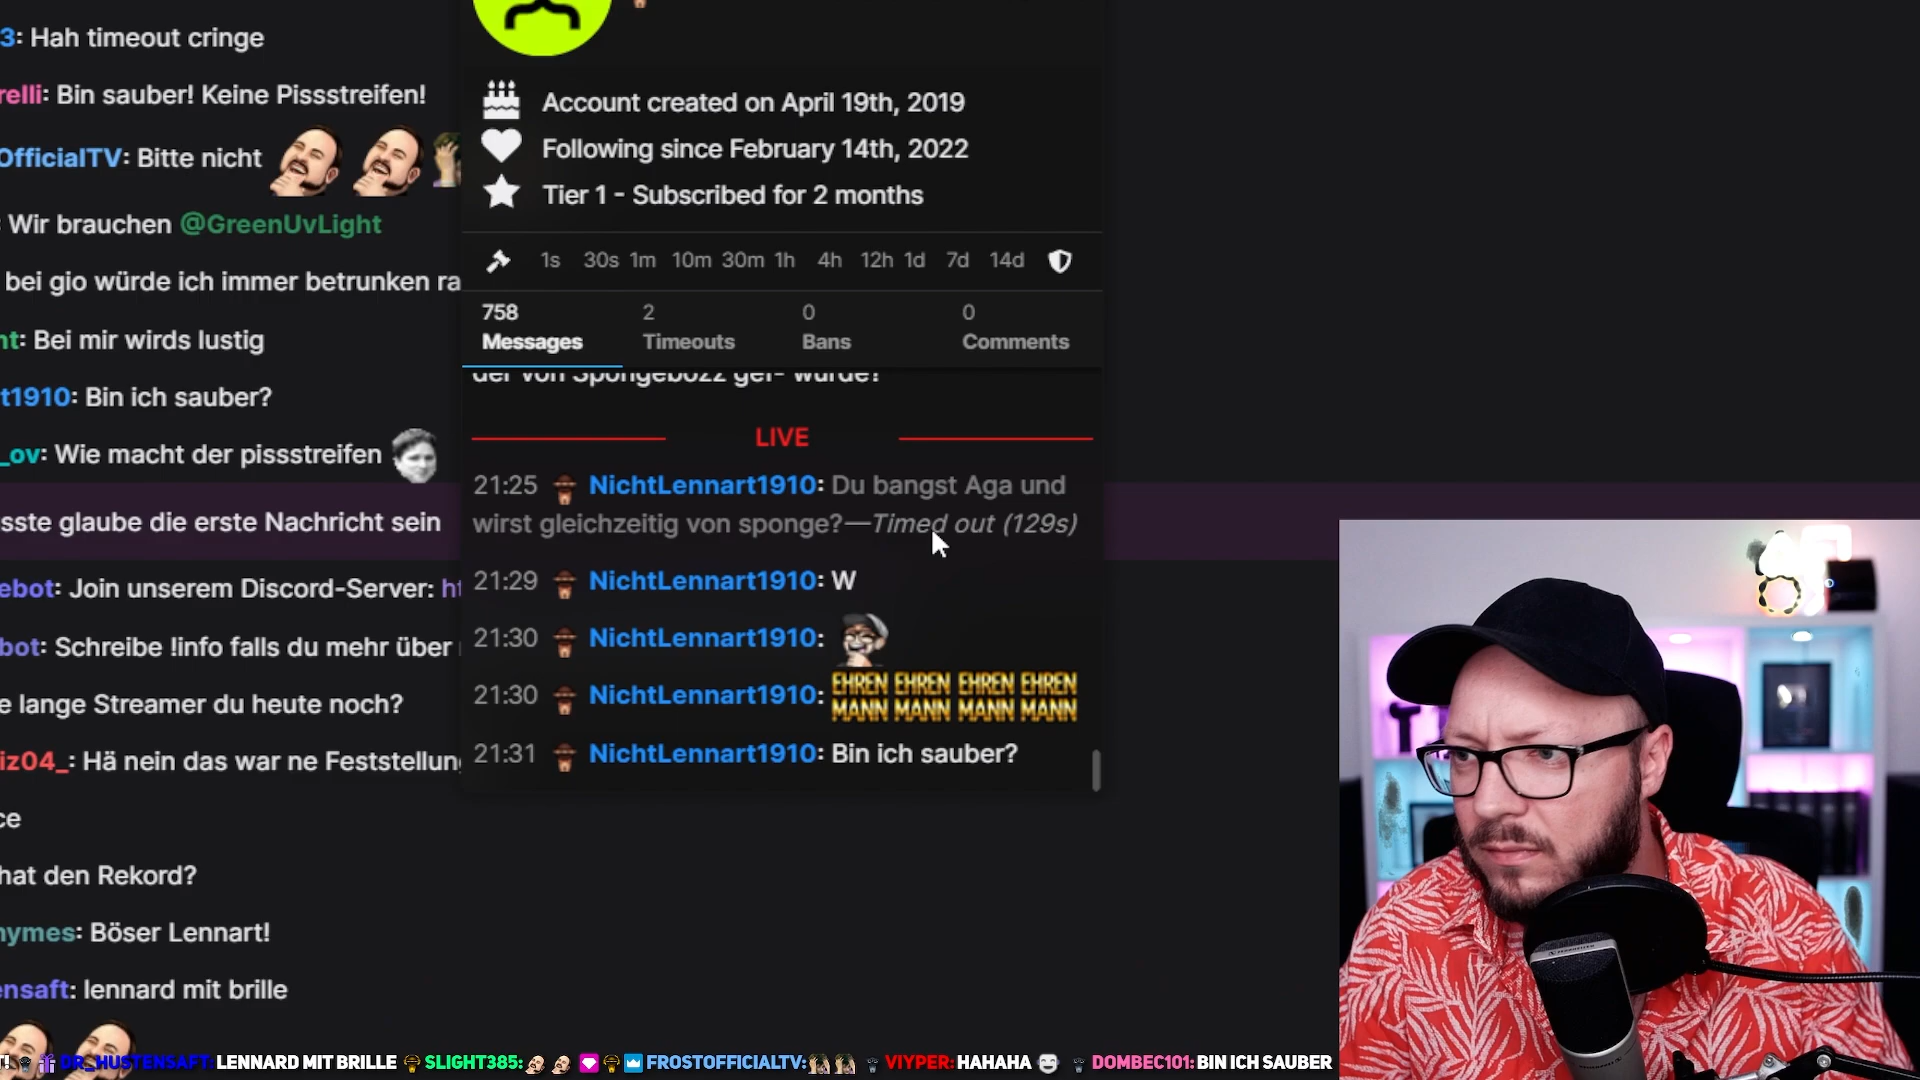 3: Hah timeout cringe
relli: Bin sauber! Keine Pissstreifen!
OfficialTV: Bitte nicht
: Wir brauchen @GreenUvLight
bei gio würde ich immer betrunken ra
nt: Bei mir wirds lustig
t1910: Bin ich sauber?
_ov: Wie macht der pissstreifen
sste glaube die erste Nachricht sein
ebot: Join unserem Discord-Server: ht
bot: Schreibe !info falls du mehr über
e lange Streamer du heute noch?
iz04_: Hä nein das war ne Feststellung
ce
hat den Rekord?
nymes: Böser Lennart!
ensaft: lennard mit brille
Account created on April 19th, 2019
Following since February 14th, 2022
Tier 1 - Subscribed for 2 months
1s 30s 1m 10m 30m 1h 4h 12h 1d 7d 14d
758 2 0 0
Messages Timeouts Bans Comments
der von Spongebozz gef- wurde?
LIVE
21:25 NichtLennart1910: Du bangst Aga und
wirst gleichzeitig von sponge?—Timed out (129s)
21:29 NichtLennart1910: W
21:30 NichtLennart1910:
21:30 NichtLennart1910: EHREN EHREN EHREN EHREN
MANN MANN MANN MANN
21:31 NichtLennart1910: Bin ich sauber?
T! DR_HUSTENSAFT: LENNARD MIT BRILLE SLIGHT385: FROSTOFFICIALTV: VIYPER: HAHAHA DOMBEC101: BIN ICH SAUBER